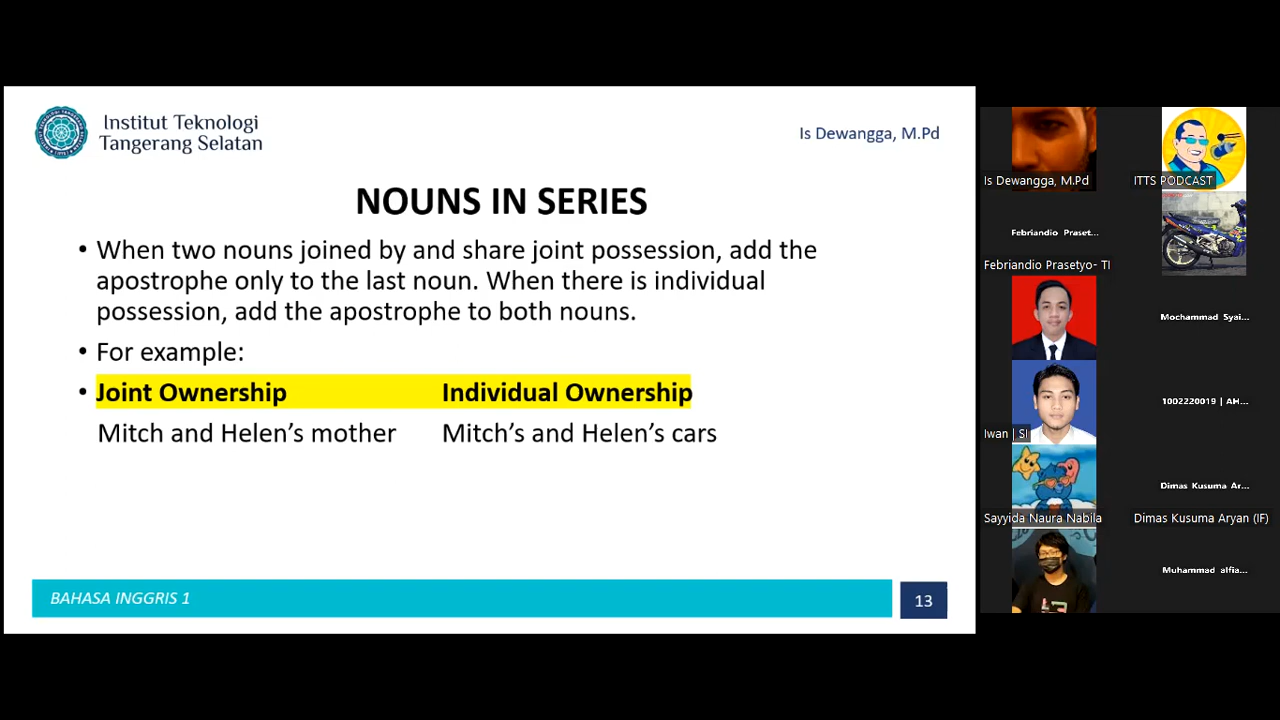 Institut Teknologi
Tangerang Selatan
Is Dewangga, M.Pd
NOUNS IN SERIES
• When two nouns joined by and share joint possession, add the
apostrophe only to the last noun. When there is individual
possession, add the apostrophe to both nouns.
• For example:
• Joint Ownership Individual Ownership
Mitch and Helen’s mother Mitch’s and Helen’s cars
BAHASA INGGRIS 1
13
Is Dewangga, M.Pd
ITTS PODCAST
Febriandio Praset...
Febriandio Prasetyo- TI
Mochammad Syai...
1002220019 | AH...
Iwan | SI
Dimas Kusuma Ar...
Sayyida Naura Nabila
Dimas Kusuma Aryan (IF)
Muhammad alfia...